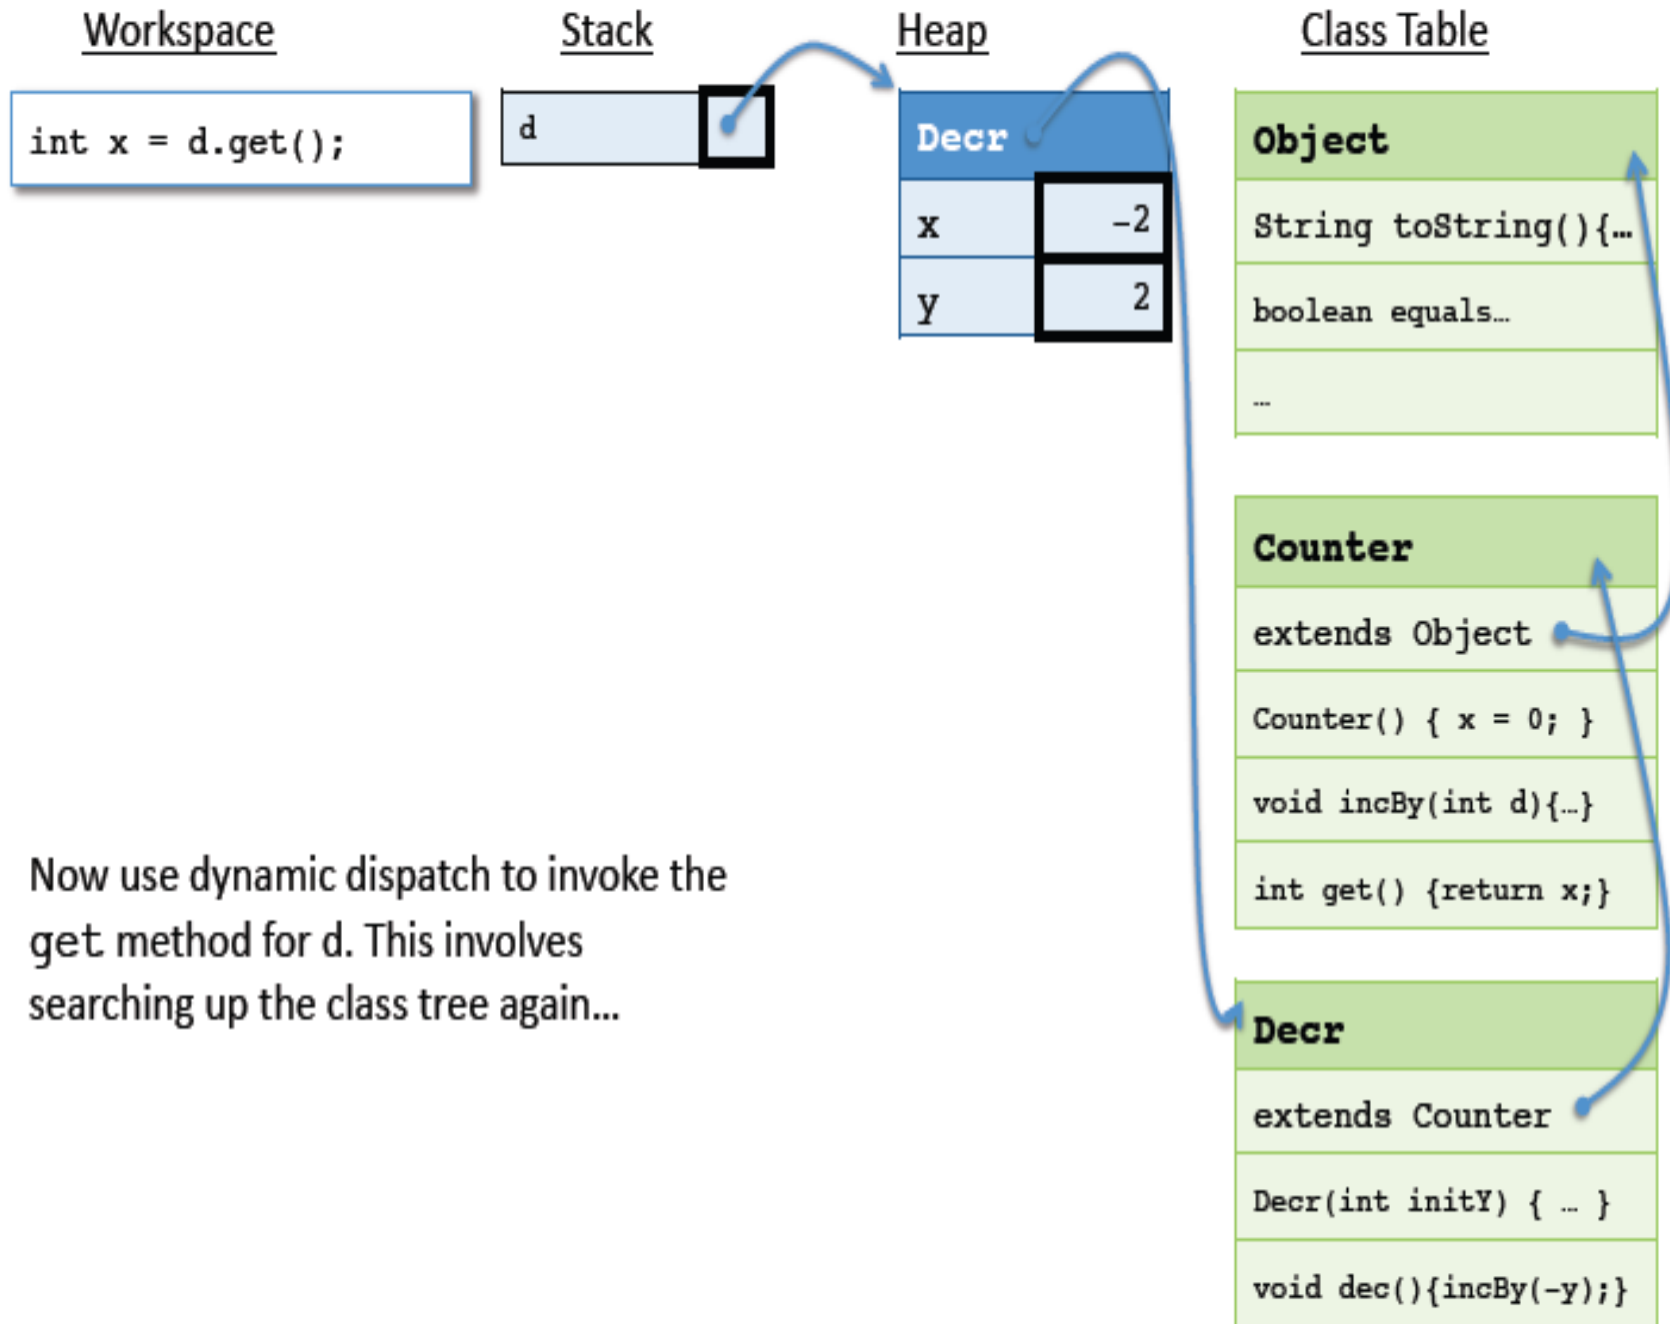 Workspace
Stack
Heap
Class Table
int x = d.get();
d
Decr
x
-2
y
2
Object
String toString(){…
boolean equals…
…
Counter
extends Object
Counter() { x = 0; }
void incBy(int d){…}
int get() {return x;}
Decr
extends Counter
Decr(int initY) { … }
void dec(){incBy(-y);}
Now use dynamic dispatch to invoke the
get method for d. This involves
searching up the class tree again…